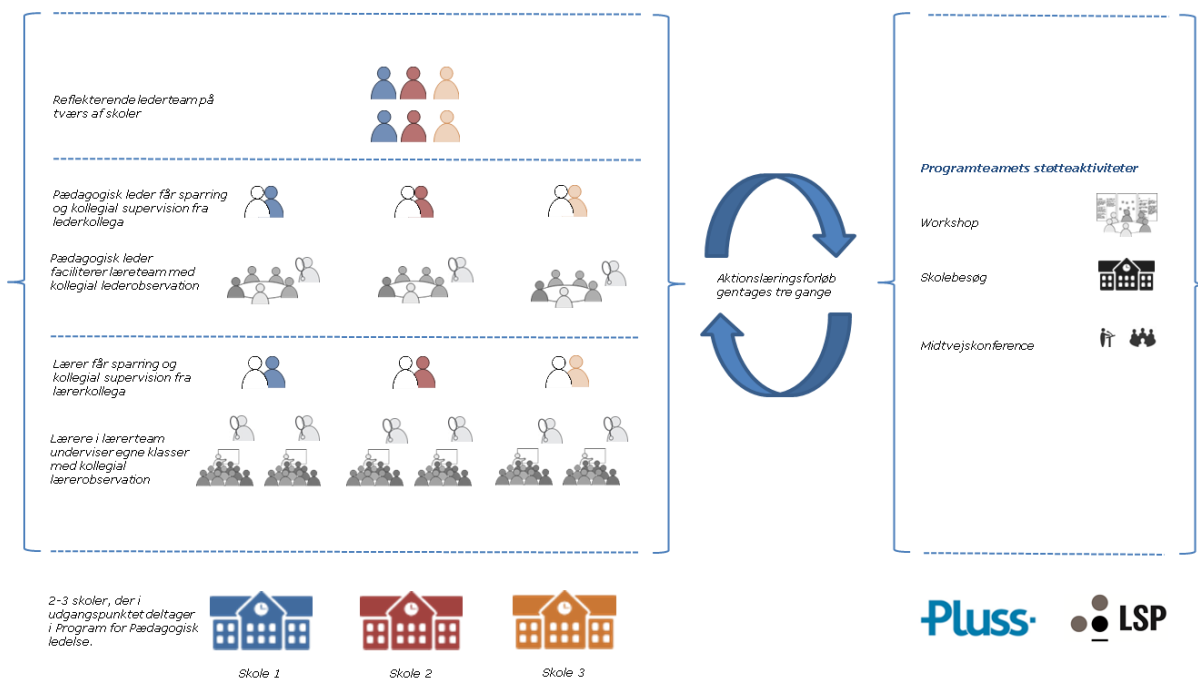 Reflekterende lederteam på
tværs af skoler
Pædagogisk leder får sparring
og kollegial supervision fra
lederkollega
Pædagogisk leder
faciliterer læreteam med
kollegial lederobservation
Lærer får sparring og
kollegial supervision fra
lærerkollega
Lærere i lærerteam
underviser egne klasser
med kollegial
lærerobservation
Aktionslæringsforløb
gentages tre gange
Programteamets støtteaktiviteter
Workshop
Skolebesøg
Midtvejskonference
2-3 skoler, der i
udgangspunktet deltager
i Program for Pædagogisk
ledelse.
Skole 1
Skole 2
Skole 3
Pluss
LSP